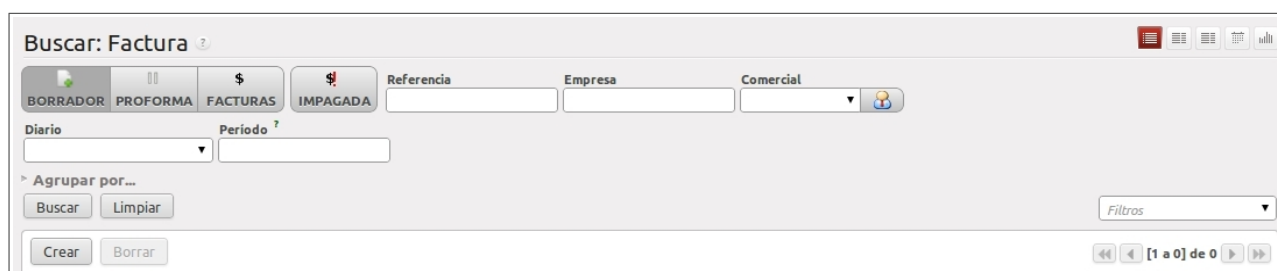 Buscar: Factura ?
BORRADOR PROFORMA FACTURAS IMPAGADA
Referencia Empresa Comercial
Diario Período ?
Agrupar por...
Buscar Limpiar Filtros
Crear Borrar [1 a 0] de 0